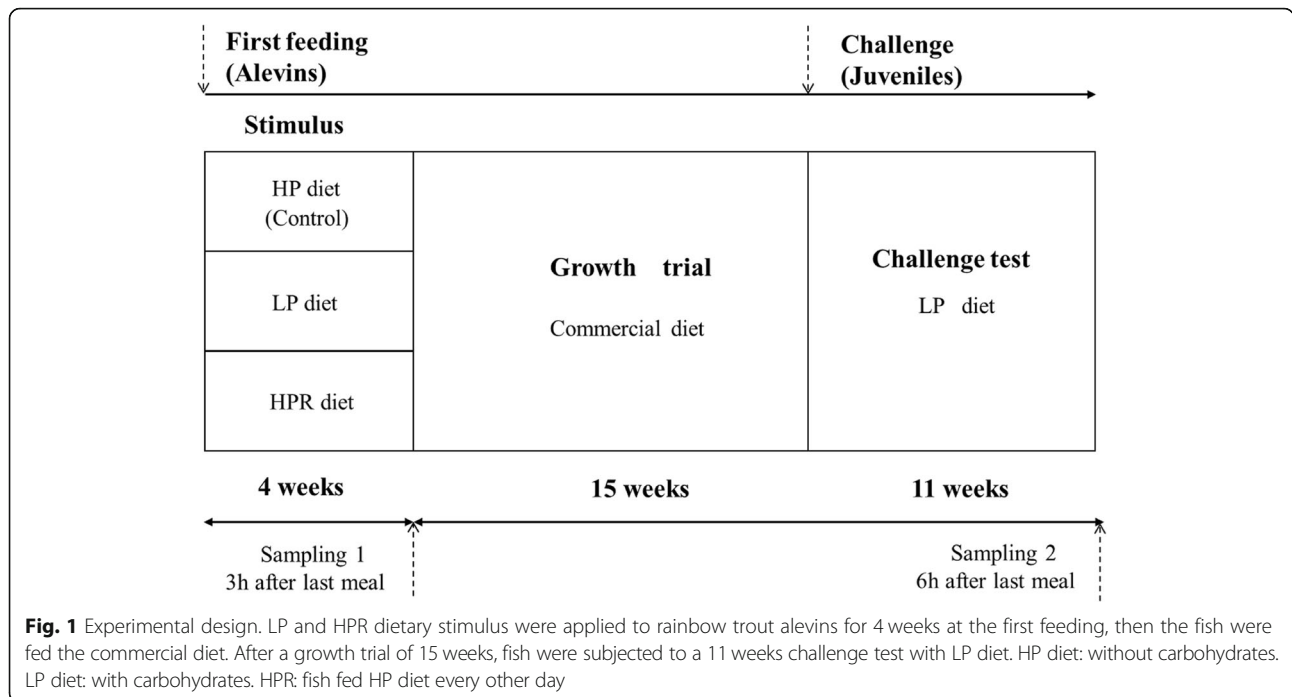 First feeding
(Alevins)
Challenge
(Juveniles)
Stimulus
HP diet
(Control)
LP diet
HPR diet
Growth trial
Commercial diet
Challenge test
LP diet
4 weeks
15 weeks
11 weeks
Sampling 1
3h after last meal
Sampling 2
6h after last meal
Fig. 1 Experimental design. LP and HPR dietary stimulus were applied to rainbow trout alevins for 4 weeks at the first feeding, then the fish were
fed the commercial diet. After a growth trial of 15 weeks, fish were subjected to a 11 weeks challenge test with LP diet. HP diet: without carbohydrates.
LP diet: with carbohydrates. HPR: fish fed HP diet every other day